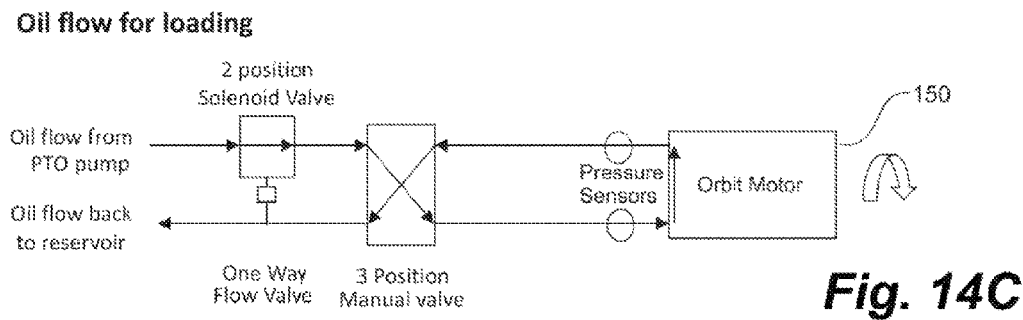 Oil flow for loading
2 position
Solenoid Valve
150
Oil flow from
PTO pump
Pressure
Sensors
Orbit Motor
Oil flow back
to reservoir
One Way
Flow Valve
3 Position
Manual valve
Fig. 14C